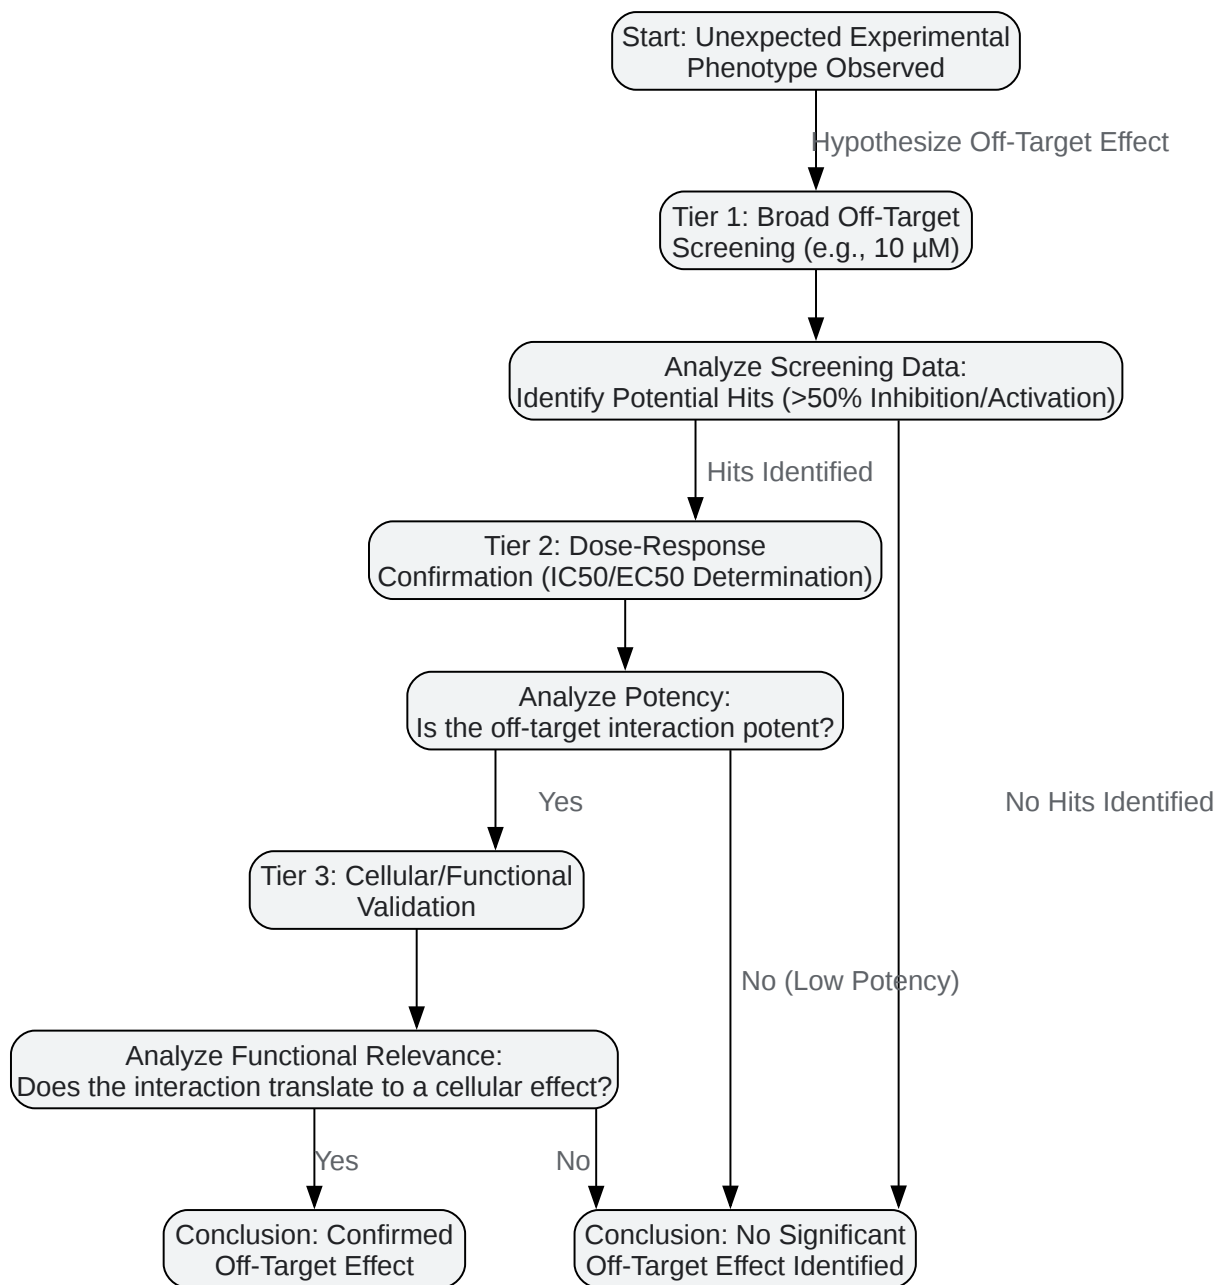 Start: Unexpected Experimental
Phenotype Observed
Hypothesize Off-Target Effect
Tier 1: Broad Off-Target
Screening (e.g., 10 µM)
Analyze Screening Data:
Identify Potential Hits (>50% Inhibition/Activation)
Hits Identified
Tier 2: Dose-Response
Confirmation (IC50/EC50 Determination)
Analyze Potency:
Is the off-target interaction potent?
Yes
No Hits Identified
Tier 3: Cellular/Functional
Validation
No (Low Potency)
Analyze Functional Relevance:
Does the interaction translate to a cellular effect?
Yes
No
Conclusion: Confirmed
Off-Target Effect
Conclusion: No Significant
Off-Target Effect Identified